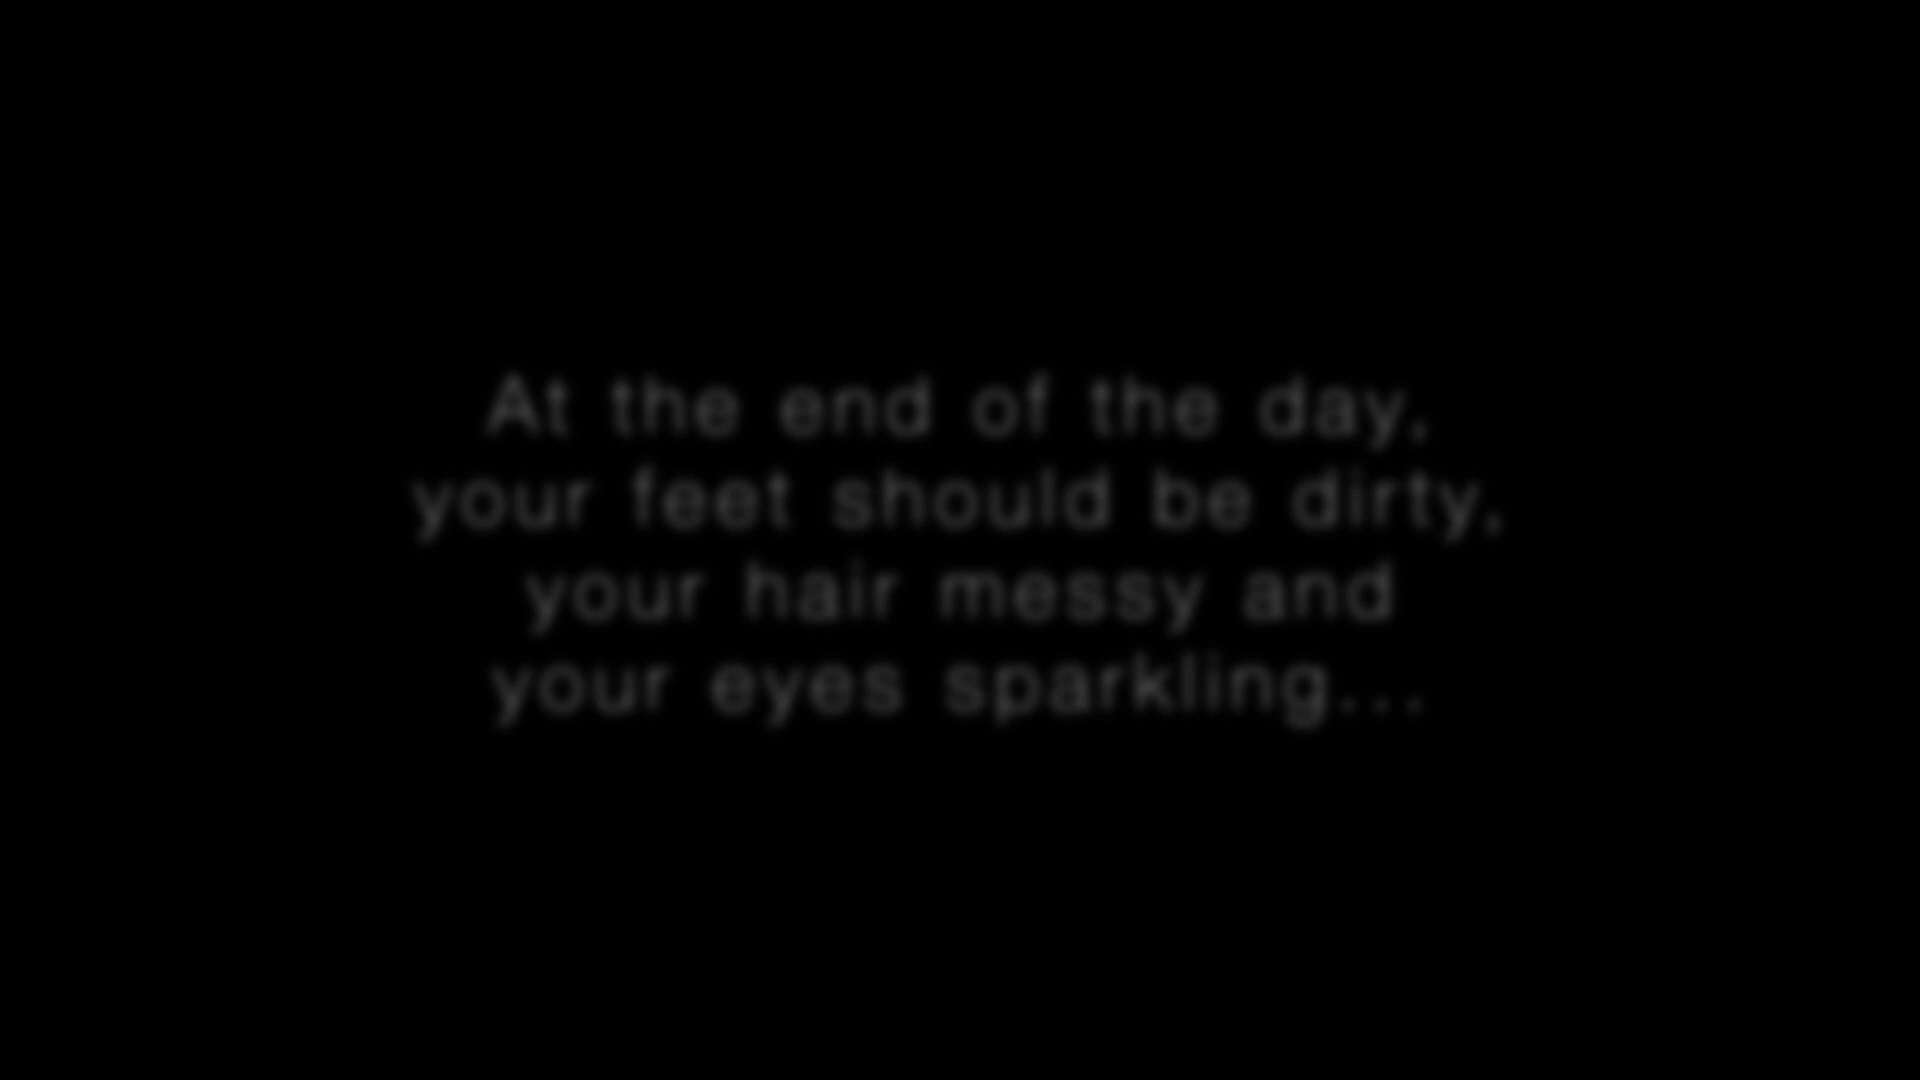 At the end of the day,
your feet should be dirty,
your hair messy and
your eyes sparkling...